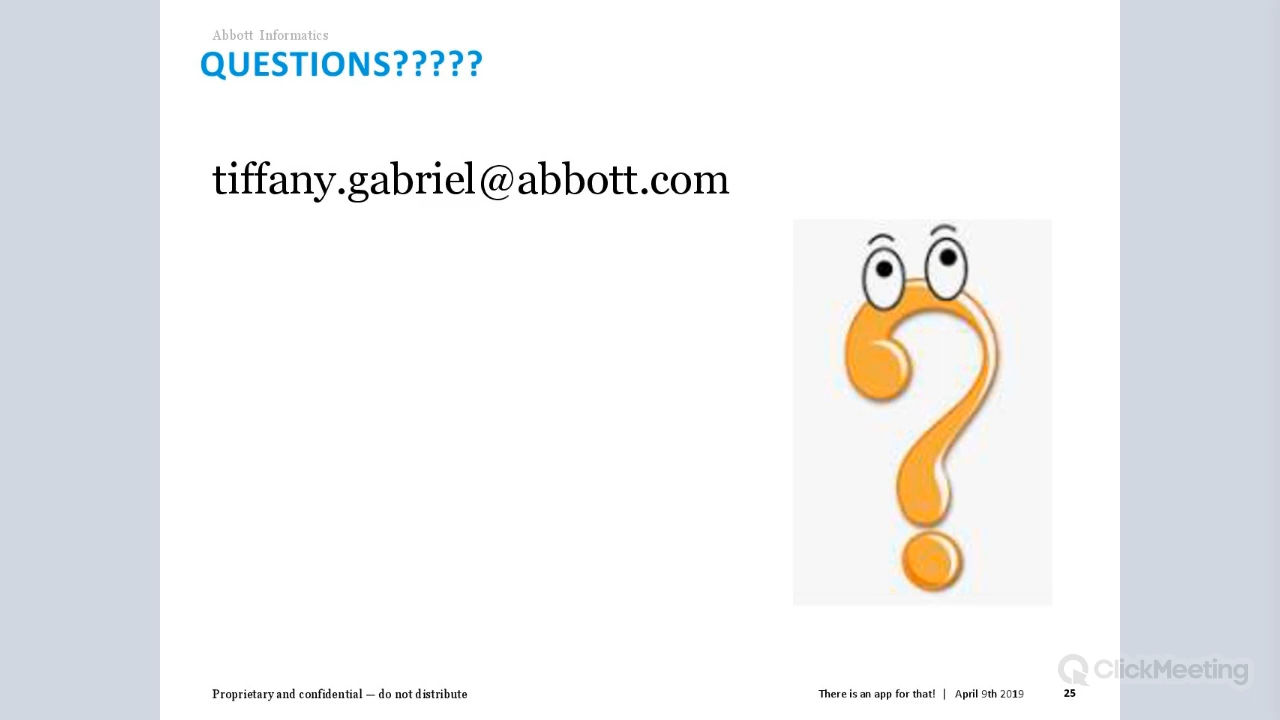 Abbott Informatics
QUESTIONS?????
tiffany.gabriel@abbott.com
ClickMeeting
Proprietary and confidential — do not distribute
There is an app for that! | April 9th 2019 25